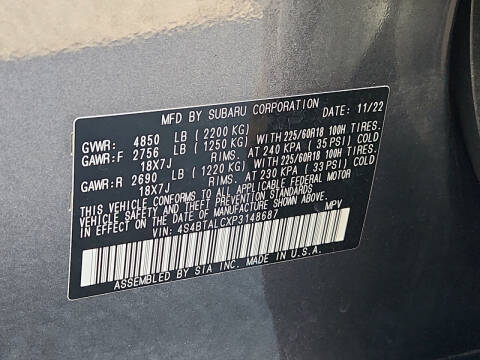 MFD BY SUBARU CORPORATION DATE: 11/22
GVWR: 4850 LB ( 2200 KG)
GAWR:F 2756 LB ( 1250 KG) WITH 225/60R18 100H TIRES.
18X7J RIMS. AT 240 KPA ( 35 PSI) COLD
GAWR:R 2690 LB ( 1220 KG) WITH 225/60R18 100H TIRES.
18X7J RIMS. AT 230 KPA ( 33 PSI) COLD
THIS VEHICLE CONFORMS TO ALL APPLICABLE FEDERAL MOTOR
VEHICLE SAFETY AND THEFT PREVENTION STANDARDS
IN EFFECT ON THE DATE OF MANUFACTURE SHOWN ABOVE.
VIN: 4S4BTALCXP3148687 MPV
ASSEMBLED BY SIA INC. MADE IN U.S.A.